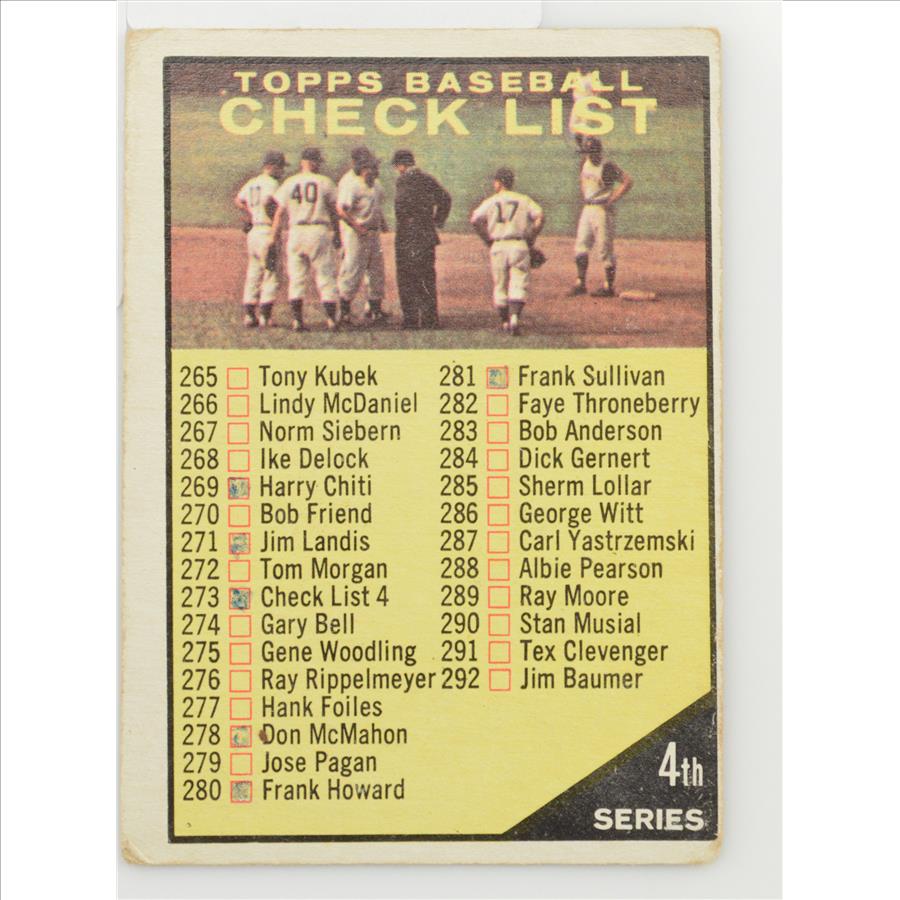 TOPPS BASEBALL
CHECK LIST
17
40
17
265 Tony Kubek
266 Lindy McDaniel
267 Norm Siebern
268 Ike Delock
269 Harry Chiti
270 Bob Friend
271 Jim Landis
272 Tom Morgan
273 Check List 4
274 Gary Bell
275 Gene Woodling
276 Ray Rippelmeyer
277 Hank Foiles
278 Don McMahon
279 Jose Pagan
280 Frank Howard
281 Frank Sullivan
282 Faye Throneberry
283 Bob Anderson
284 Dick Gernert
285 Sherm Lollar
286 George Witt
287 Carl Yastrzemski
288 Albie Pearson
289 Ray Moore
290 Stan Musial
291 Tex Clevenger
292 Jim Baumer
4th
SERIES